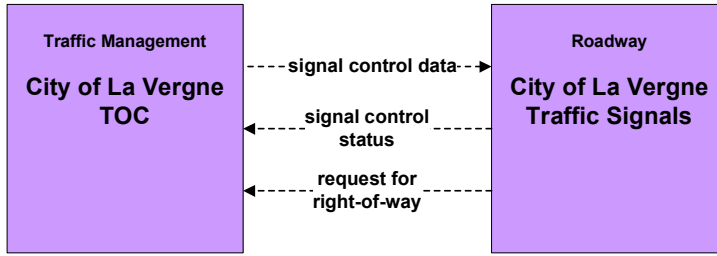 Traffic Management
City of La Vergne
TOC
signal control data
signal control
status
request for
right-of-way
Roadway
City of La Vergne
Traffic Signals